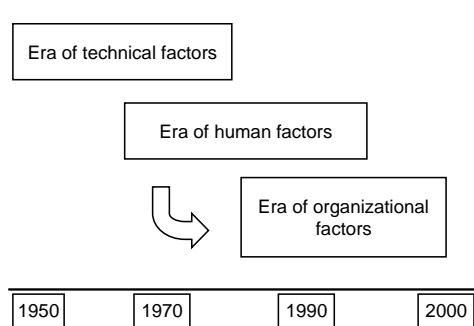 Era of technical factors
Era of human factors
Era of organizational
factors
1950
1970
1990
2000